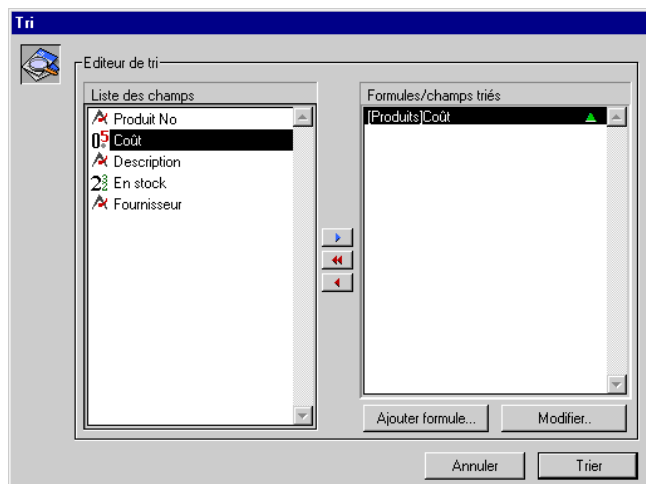 Tri
Editeur de tri
Liste des champs
Formules/champs triés
Produit No
[Produits]Coût
Coût
Description
En stock
Fournisseur
Ajouter formule...
Modifier..
Annuler
Trier